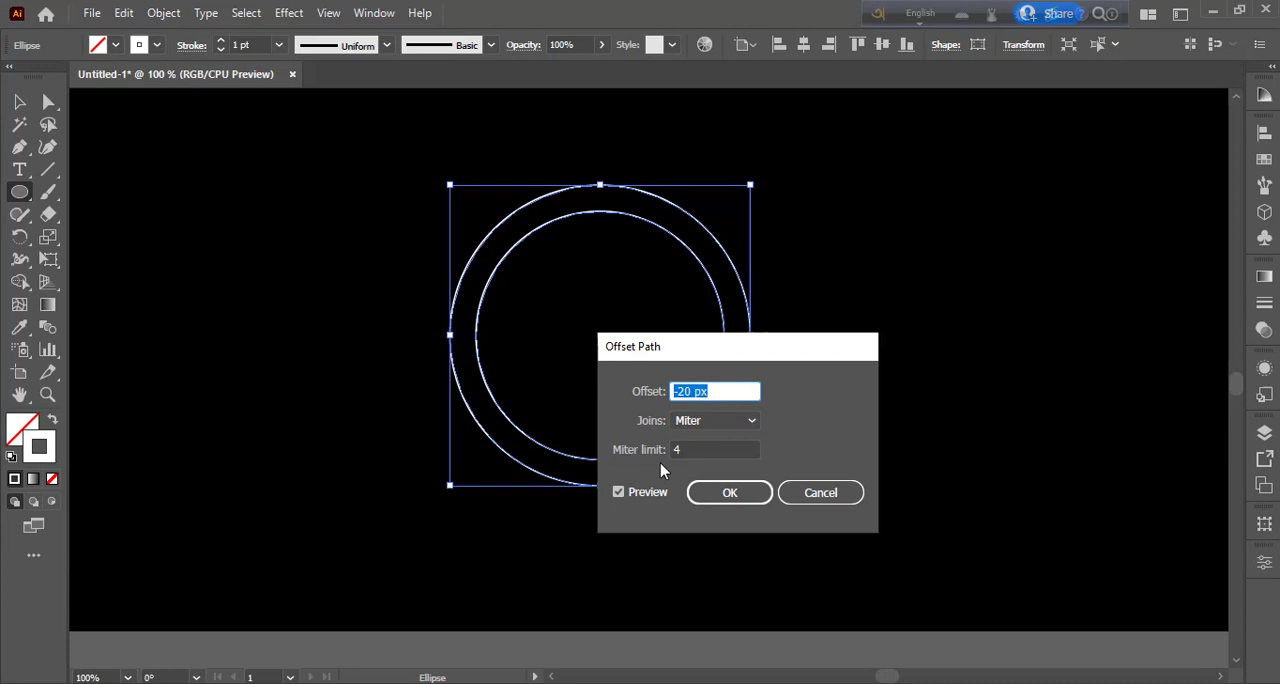 Ai File Edit Object Type Select Effect View Window Help
English Share
Ellipse Stroke: 1 pt Uniform Basic Opacity: 100% Style: Shape: Transform
Untitled-1* @ 100 % (RGB/CPU Preview)
Offset Path
Offset: -20 px
Joins: Miter
Miter limit: 4
Preview OK Cancel
100% 0° 1 Ellipse